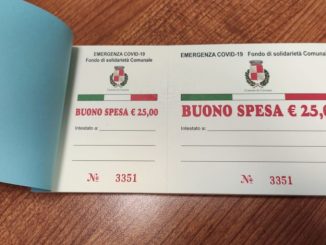 EMERGENZA COVID-19 Fondo di solidarietà Comunale
BUONO SPESA € 25,00
Intestato a:
№ 3351
EMERGENZA COVID-19 Fondo di solidarietà Comunale
BUONO SPESA € 25,00
Intestato a:
№ 3351